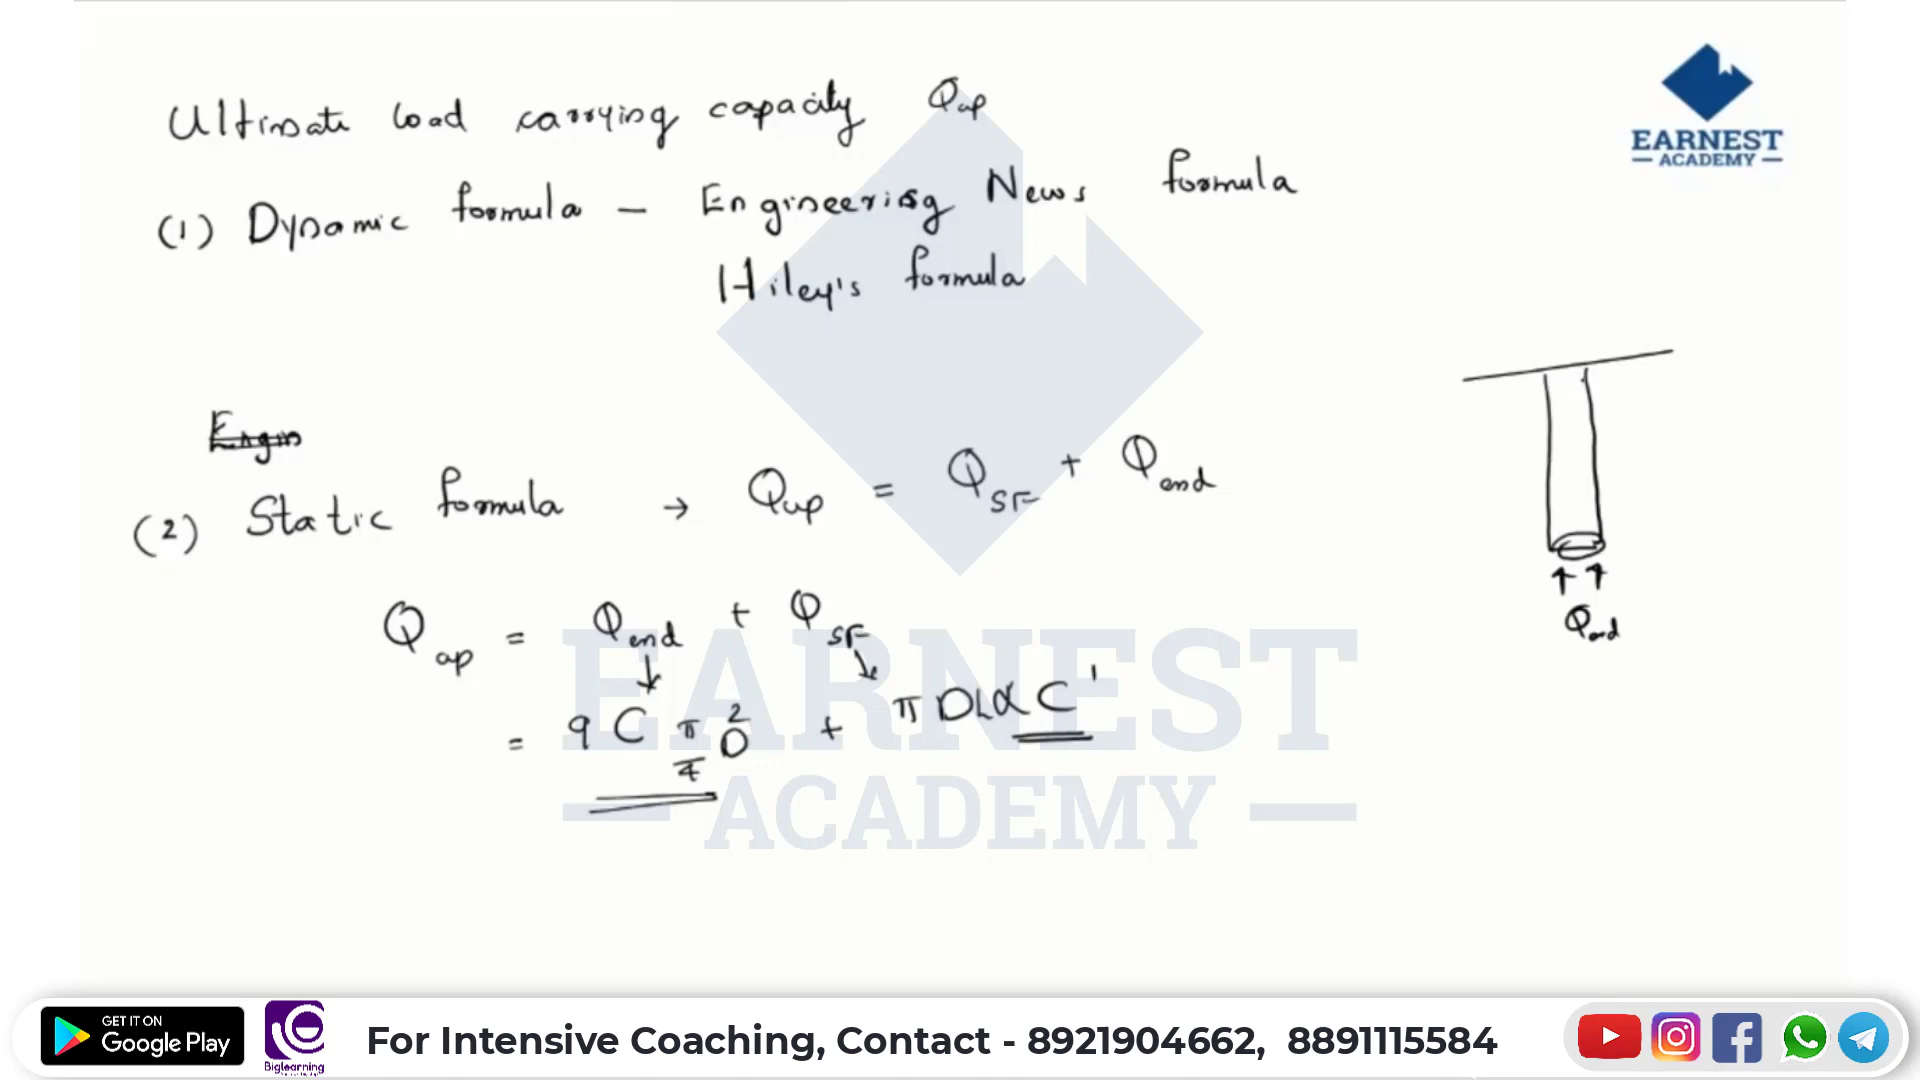 Ultimate load carrying capacity Qup
EARNEST
ACADEMY
(1) Dynamic formula - Engineering News formula
Hiley's formula
Engin
(2) Static formula → Qup = QSF + Qend
Qend
Qup = Qend + QSF
= 9 C π/4 D² + π D L α C'
EARNEST
ACADEMY
GET IT ON
Google Play
Biglearning
For Intensive Coaching, Contact - 8921904662, 8891115584